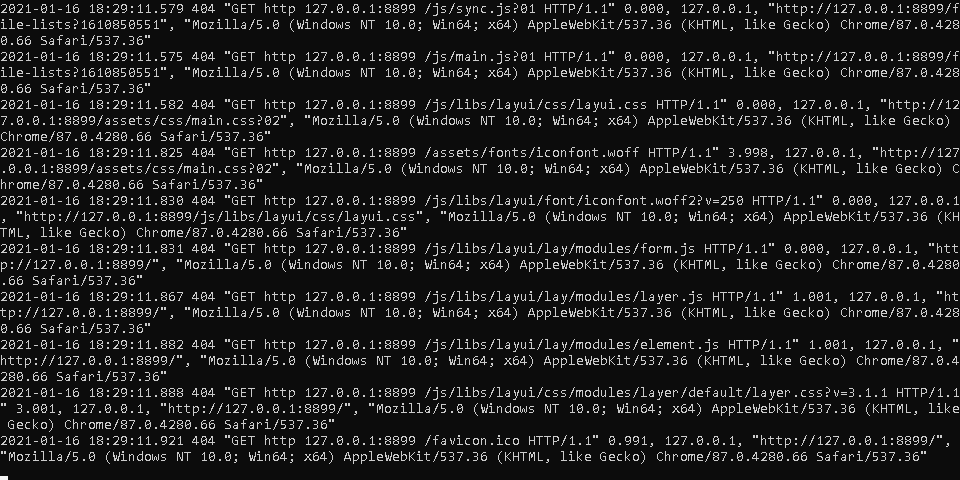 2021-01-16 18:29:11.579 404 "GET http 127.0.0.1:8899 /js/sync.js?01 HTTP/1.1" 0.000, 127.0.0.1, "http://127.0.0.1:8899/f
ile-lists?1610850551", "Mozilla/5.0 (Windows NT 10.0; Win64; x64) AppleWebKit/537.36 (KHTML, like Gecko) Chrome/87.0.428
0.66 Safari/537.36"
2021-01-16 18:29:11.575 404 "GET http 127.0.0.1:8899 /js/main.js?01 HTTP/1.1" 0.000, 127.0.0.1, "http://127.0.0.1:8899/f
ile-lists?1610850551", "Mozilla/5.0 (Windows NT 10.0; Win64; x64) AppleWebKit/537.36 (KHTML, like Gecko) Chrome/87.0.428
0.66 Safari/537.36"
2021-01-16 18:29:11.582 404 "GET http 127.0.0.1:8899 /js/libs/layui/css/layui.css HTTP/1.1" 0.000, 127.0.0.1, "http://12
7.0.0.1:8899/assets/css/main.css?02", "Mozilla/5.0 (Windows NT 10.0; Win64; x64) AppleWebKit/537.36 (KHTML, like Gecko)
Chrome/87.0.4280.66 Safari/537.36"
2021-01-16 18:29:11.825 404 "GET http 127.0.0.1:8899 /assets/fonts/iconfont.woff HTTP/1.1" 3.998, 127.0.0.1, "http://127
.0.0.1:8899/assets/css/main.css?02", "Mozilla/5.0 (Windows NT 10.0; Win64; x64) AppleWebKit/537.36 (KHTML, like Gecko) C
hrome/87.0.4280.66 Safari/537.36"
2021-01-16 18:29:11.830 404 "GET http 127.0.0.1:8899 /js/libs/layui/font/iconfont.woff2?v=250 HTTP/1.1" 0.000, 127.0.0.1
, "http://127.0.0.1:8899/js/libs/layui/css/layui.css", "Mozilla/5.0 (Windows NT 10.0; Win64; x64) AppleWebKit/537.36 (KH
TML, like Gecko) Chrome/87.0.4280.66 Safari/537.36"
2021-01-16 18:29:11.831 404 "GET http 127.0.0.1:8899 /js/libs/layui/lay/modules/form.js HTTP/1.1" 0.000, 127.0.0.1, "htt
p://127.0.0.1:8899/", "Mozilla/5.0 (Windows NT 10.0; Win64; x64) AppleWebKit/537.36 (KHTML, like Gecko) Chrome/87.0.4280
.66 Safari/537.36"
2021-01-16 18:29:11.867 404 "GET http 127.0.0.1:8899 /js/libs/layui/lay/modules/layer.js HTTP/1.1" 1.001, 127.0.0.1, "ht
tp://127.0.0.1:8899/", "Mozilla/5.0 (Windows NT 10.0; Win64; x64) AppleWebKit/537.36 (KHTML, like Gecko) Chrome/87.0.428
0.66 Safari/537.36"
2021-01-16 18:29:11.882 404 "GET http 127.0.0.1:8899 /js/libs/layui/lay/modules/element.js HTTP/1.1" 1.001, 127.0.0.1, "
http://127.0.0.1:8899/", "Mozilla/5.0 (Windows NT 10.0; Win64; x64) AppleWebKit/537.36 (KHTML, like Gecko) Chrome/87.0.4
280.66 Safari/537.36"
2021-01-16 18:29:11.888 404 "GET http 127.0.0.1:8899 /js/libs/layui/css/modules/layer/default/layer.css?v=3.1.1 HTTP/1.1
" 3.001, 127.0.0.1, "http://127.0.0.1:8899/", "Mozilla/5.0 (Windows NT 10.0; Win64; x64) AppleWebKit/537.36 (KHTML, like
 Gecko) Chrome/87.0.4280.66 Safari/537.36"
2021-01-16 18:29:11.921 404 "GET http 127.0.0.1:8899 /favicon.ico HTTP/1.1" 0.991, 127.0.0.1, "http://127.0.0.1:8899/",
"Mozilla/5.0 (Windows NT 10.0; Win64; x64) AppleWebKit/537.36 (KHTML, like Gecko) Chrome/87.0.4280.66 Safari/537.36"